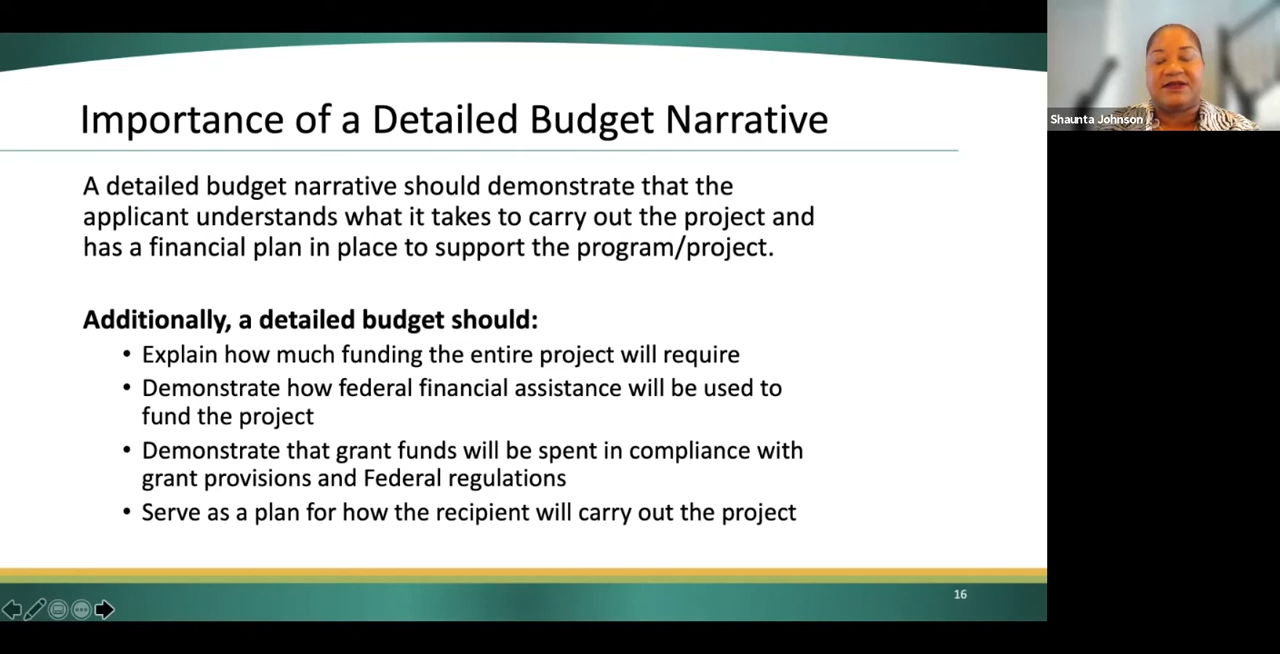 Importance of a Detailed Budget Narrative
A detailed budget narrative should demonstrate that the
applicant understands what it takes to carry out the project and
has a financial plan in place to support the program/project.
Additionally, a detailed budget should:
• Explain how much funding the entire project will require
• Demonstrate how federal financial assistance will be used to
fund the project
• Demonstrate that grant funds will be spent in compliance with
grant provisions and Federal regulations
• Serve as a plan for how the recipient will carry out the project
16
Shaunta Johnson